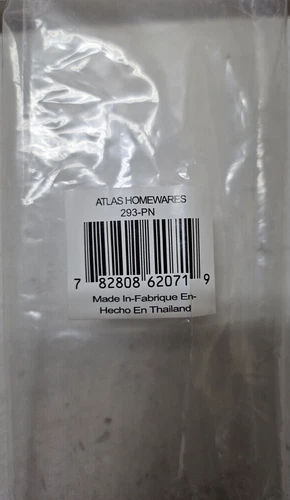 ATLAS HOMEWARES
293-PN
7 82808 62071 9
Made In-Fabrique En-
Hecho En Thailand